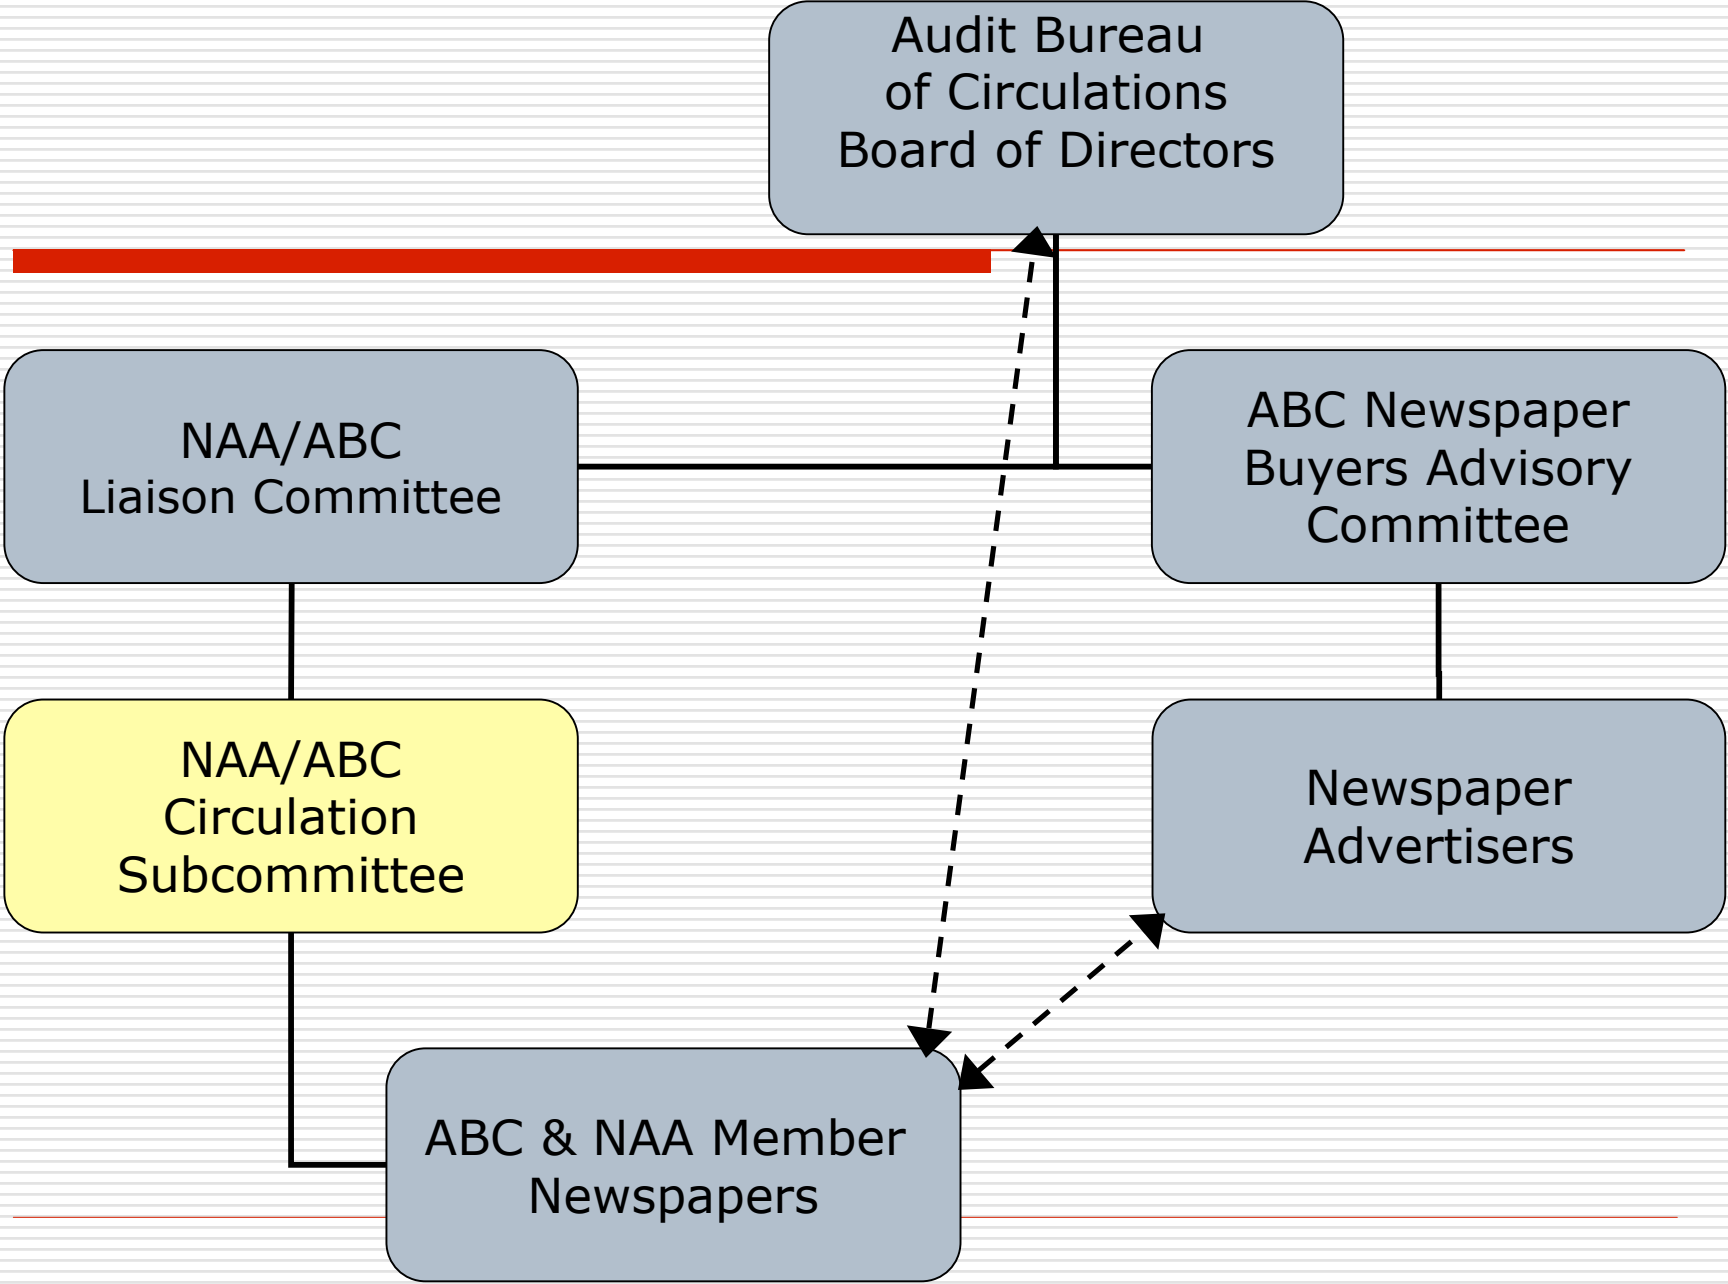 Audit Bureau
of Circulations
Board of Directors
NAA/ABC
Liaison Committee
ABC Newspaper
Buyers Advisory
Committee
NAA/ABC
Circulation
Subcommittee
Newspaper
Advertisers
ABC & NAA Member
Newspapers